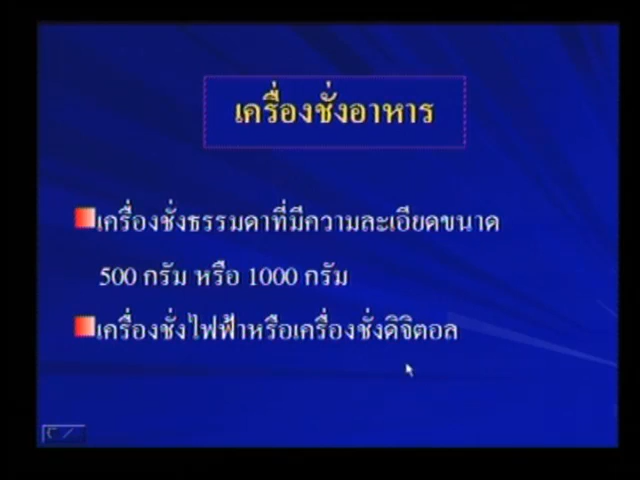 เครื่องชั่งอาหาร
เครื่องชั่งธรรมดาที่มีความละเอียดขนาด
500 กรัม หรือ 1000 กรัม
เครื่องชั่งไฟฟ้าหรือเครื่องชั่งดิจิตอล